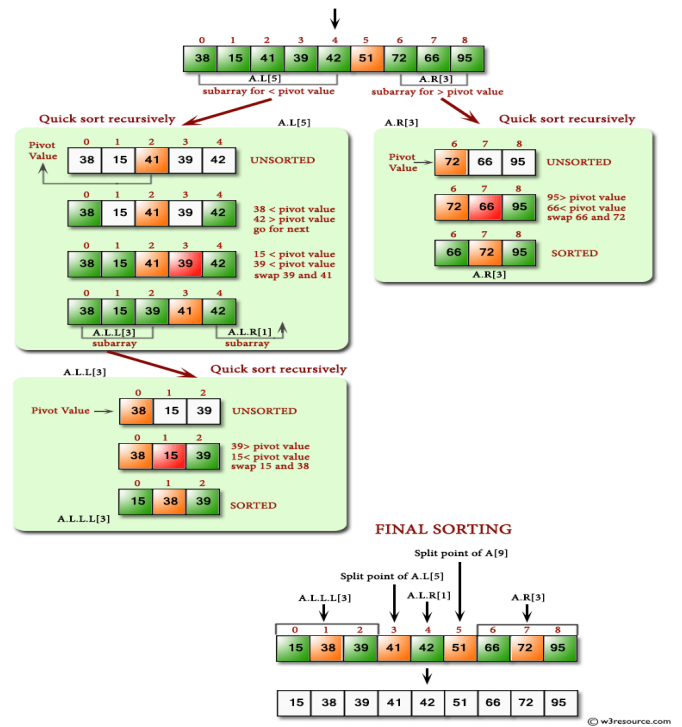 0 1 2 3 4 5 6 7 8
38 15 41 39 42 51 72 66 95
A.L[5] A.R[3]
subarray for < pivot value subarray for > pivot value
Quick sort recursively
A.L[5]
0 1 2 3 4
Pivot
Value
38 15 41 39 42
UNSORTED
0 1 2 3 4
38 15 41 39 42
38 < pivot value
42 > pivot value
go for next
0 1 2 3 4
38 15 41 39 42
15 < pivot value
39 < pivot value
swap 39 and 41
0 1 2 3 4
38 15 39 41 42
A.L.L[3] A.L.R[1]
subarray subarray
A.R[3]
Quick sort recursively
6 7 8
Pivot
Value
72 66 95
UNSORTED
6 7 8
72 66 95
95> pivot value
66< pivot value
swap 66 and 72
6 7 8
66 72 95
SORTED
A.R[3]
A.L.L[3]
Quick sort recursively
0 1 2
Pivot Value
38 15 39
UNSORTED
0 1 2
38 15 39
39> pivot value
15< pivot value
swap 15 and 38
0 1 2
15 38 39
SORTED
A.L.L.L[3]
FINAL SORTING
Split point of A[9]
Split point of A.L[5]
A.L.L.L[3] A.L.R[1] A.R[3]
0 1 2 3 4 5 6 7 8
15 38 39 41 42 51 66 72 95
15 38 39 41 42 51 66 72 95
© w3resource.com